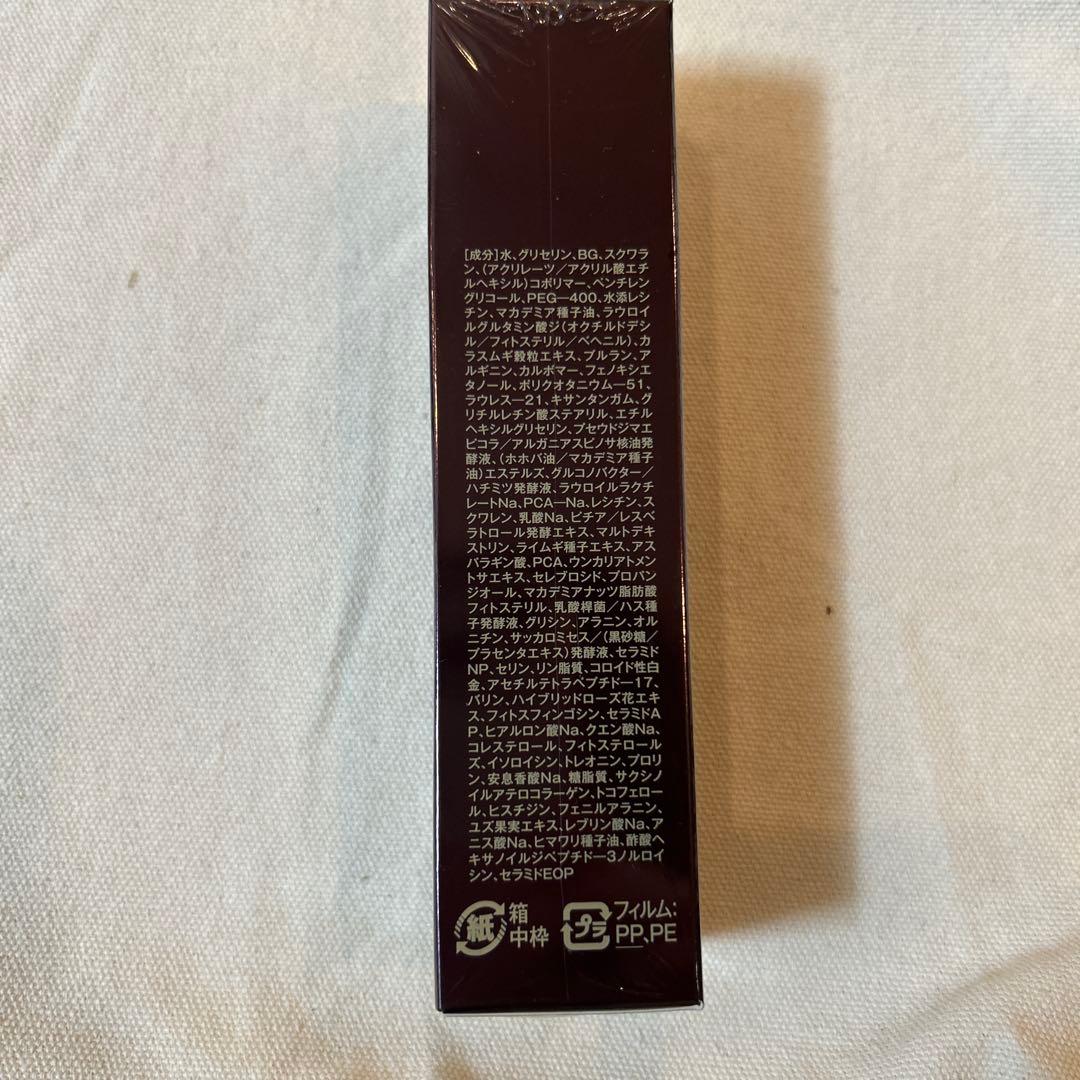 [成分]水、グリセリン、BG、スクワラ
ン、(アクリレーツ/アクリル酸エチ
ルヘキシル)コポリマー、ペンチレン
グリコール、PEG—400、水添レシ
チン、マカデミア種子油、ラウロイ
ルグルタミン酸ジ(オクチルドデシ
ル/フィトステリル/ベヘニル)、カ
ラスムギ穀粒エキス、プルラン、ア
ルギニン、カルボマー、フェノキシエ
タノール、ポリクオタニウム—51、
ラウレス—21、キサンタンガム、グ
リチルレチン酸ステアリル、エチル
ヘキシルグリセリン、プセウドジマエ
ピコラ/アルガニアスピノサ核油発
酵液、(ホホバ油/マカデミア種子
油)エステルズ、グルコノバクター/
ハチミツ発酵液、ラウロイルラクチ
レートNa、PCA—Na、レシチン、ス
クワレン、乳酸Na、ピチア/レスベ
ラトロール発酵エキス、マルトデキ
ストリン、ライムギ種子エキス、アス
パラギン酸、PCA、ウンカリアトメン
トサエキス、セレブロシド、プロパン
ジオール、マカデミアナッツ脂肪酸
フィトステリル、乳酸桿菌/ハス種
子発酵液、グリシン、アラニン、オル
ニチン、サッカロミセス/(黒砂糖/
プラセンタエキス)発酵液、セラミド
NP、セリン、リン脂質、コロイド性白
金、アセチルテトラペプチド—17、
バリン、ハイブリッドローズ花エキ
ス、フィトスフィンゴシン、セラミドA
P、ヒアルロン酸Na、クエン酸Na、
コレステロール、フィトステロール
ズ、イソロイシン、トレオニン、プロリ
ン、安息香酸Na、糖脂質、サクシノ
イルアテロコラーゲン、トコフェロー
ル、ヒスチジン、フェニルアラニン、
ユズ果実エキス、レブリン酸Na、ア
ニス酸Na、ヒマワリ種子油、酢酸ヘ
キサノイルジペプチド—3ノルロイ
シン、セラミドEOP
紙 箱 プラ フィルム:
中枠 PP、PE